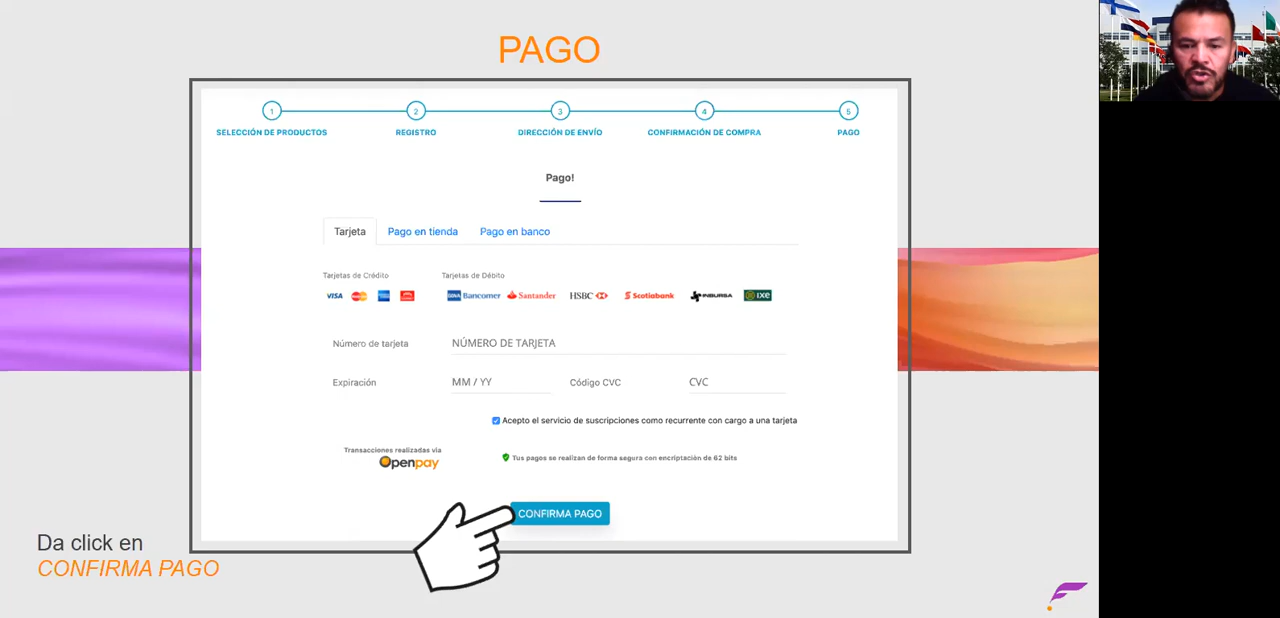 PAGO
1
2
3
4
5
SELECCIÓN DE PRODUCTOS
REGISTRO
DIRECCIÓN DE ENVÍO
CONFIRMACIÓN DE COMPRA
PAGO
Pago!
Tarjeta
Pago en tienda
Pago en banco
Tarjetas de Crédito
Tarjetas de Débito
VISA
BBVA Bancomer
Santander
HSBC
Scotiabank
INBURSA
IXE
Número de tarjeta
NÚMERO DE TARJETA
Expiración
MM / YY
Código CVC
CVC
Acepto el servicio de suscripciones como recurrente con cargo a una tarjeta
Transacciones realizadas vía
Openpay
Tus pagos se realizan de forma segura con encriptación de 62 bits
CONFIRMA PAGO
Da click en
CONFIRMA PAGO